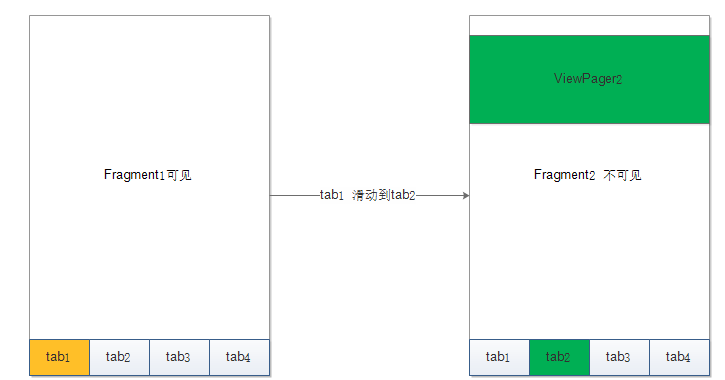 ViewPager2
Fragment1可见
tab1 滑动到tab2
Fragment2 不可见
tab1 tab2 tab3 tab4
tab1 tab2 tab3 tab4